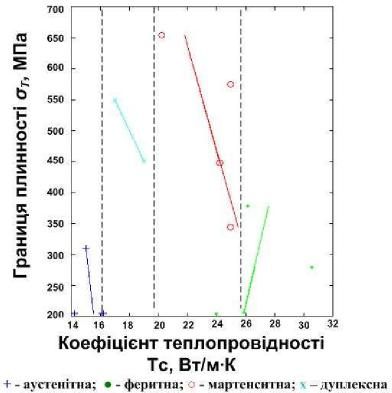 700
650
600
550
500
450
400
350
300
250
200
Границя плинності σT, МПа
14 16 18 20 22 24 26 28 30 32
Коефіцієнт теплопровідності
Тс, Вт/м·К
+ - аустенітна; • - феритна; ○ - мартенситна; x – дуплексна